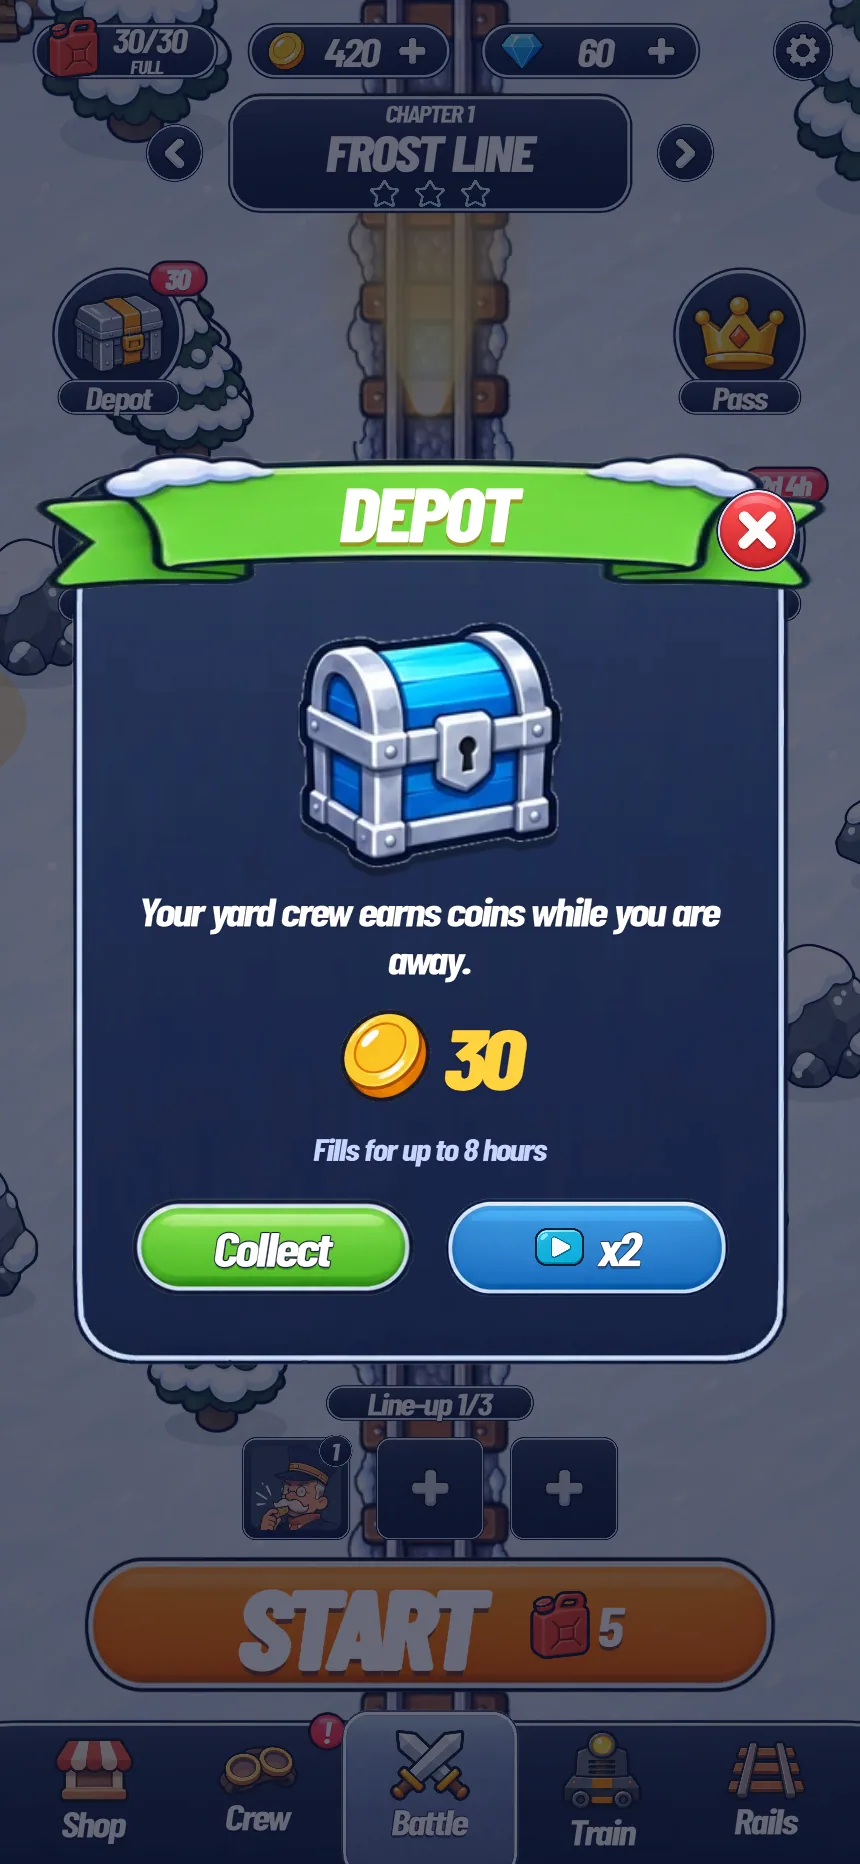 30/30
FULL
420
60
CHAPTER 1
FROST LINE
30
Depot
Pass
4h
DEPOT
Your yard crew earns coins while you are
away.
30
Fills for up to 8 hours
Collect
x2
Line-up 1/3
1
START 5
!
Shop
Crew
Battle
Train
Rails